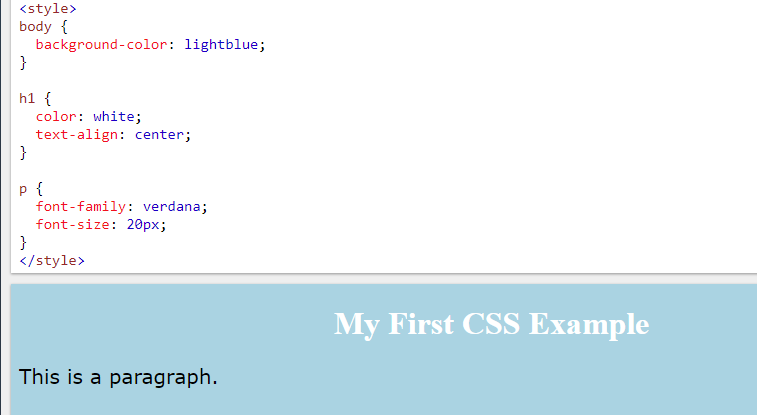 <style>
body {
  background-color: lightblue;
}

h1 {
  color: white;
  text-align: center;
}

p {
  font-family: verdana;
  font-size: 20px;
}
</style>
My First CSS Example
This is a paragraph.